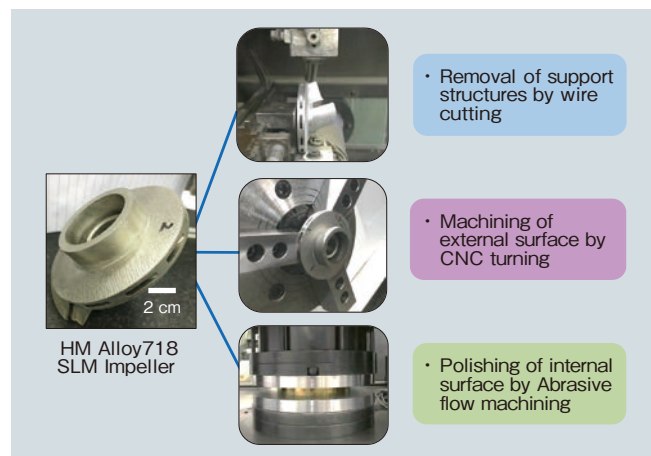 ・ Removal of support
structures by wire
cutting
・ Machining of
external surface by
CNC turning
2 cm
HM Alloy718
SLM Impeller
・ Polishing of internal
surface by Abrasive
flow machining